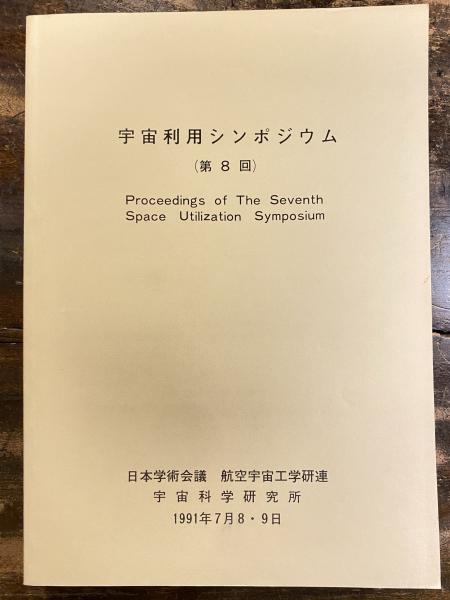 宇宙利用シンポジウム
（第 8 回）
Proceedings of The Seventh
Space Utilization Symposium
日本学術会議　航空宇宙工学研連
宇宙科学研究所
1991年7月8・9日